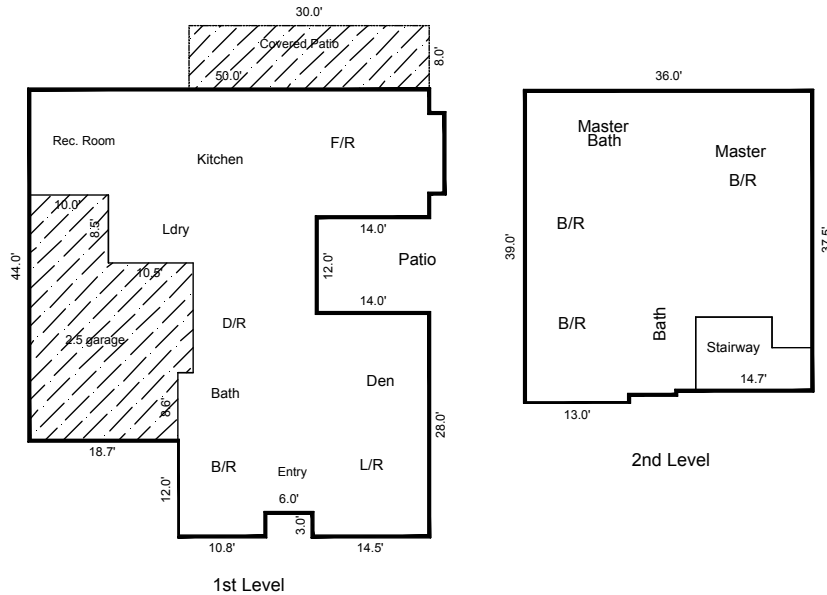 30.0'
Covered Patio
8.0'
50.0'
36.0'
Rec. Room
Kitchen
F/R
Master
Bath
Master
B/R
10.0'
8.5'
Ldry
14.0'
B/R
44.0'
10.5'
12.0'
Patio
39.0'
37.5'
14.0'
2.5 garage
D/R
B/R
Bath
Stairway
Bath
Den
14.7'
8.6'
28.0'
13.0'
18.7'
B/R
Entry
L/R
2nd Level
12.0'
6.0'
3.0'
10.8'
14.5'
1st Level